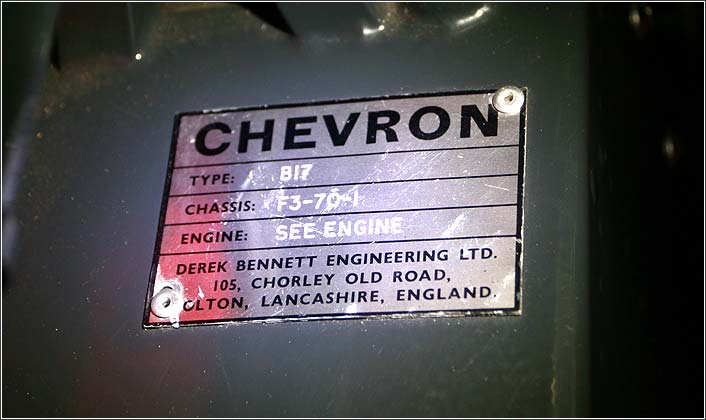 CHEVRON
TYPE: B17
CHASSIS: F3-70-1
ENGINE: SEE ENGINE
DEREK BENNETT ENGINEERING LTD.
105, CHORLEY OLD ROAD,
OLTON, LANCASHIRE, ENGLAND.